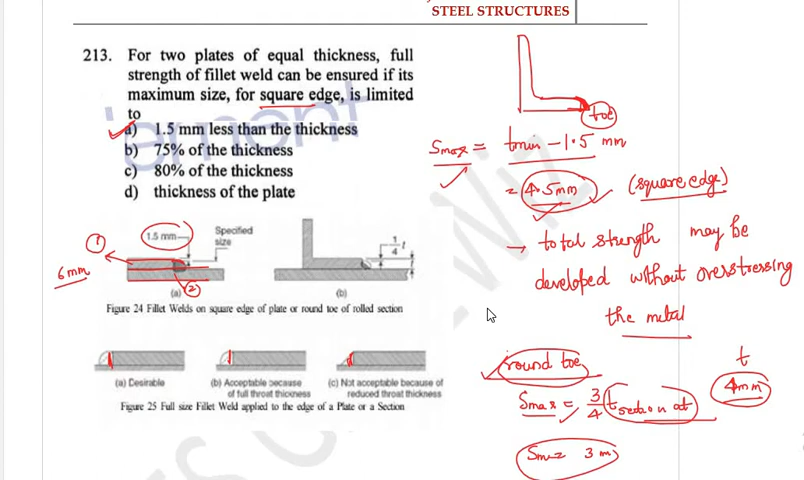 STEEL STRUCTURES
213. For two plates of equal thickness, full
strength of fillet weld can be ensured if its
maximum size, for square edge, is limited
to
a) 1.5 mm less than the thickness
b) 75% of the thickness
c) 80% of the thickness
d) thickness of the plate
toe
Smax = tmin - 1.5 mm
= 4.5mm (square edge)
→ total strength may be
developed without overstressing
the metal
1
1.5 mm
Specified
size
6mm
2
1/4 t
(a)
(b)
Figure 24 Fillet Welds on square edge of plate or round toe of rolled section
round toe
t
4mm
Smax = 3/4 tsection at
Smax 3 m
(a) Desirable
(b) Acceptable because
of full throat thickness
(c) Not acceptable because of
reduced throat thickness
Figure 25 Full size Fillet Weld applied to the edge of a Plate or a Section